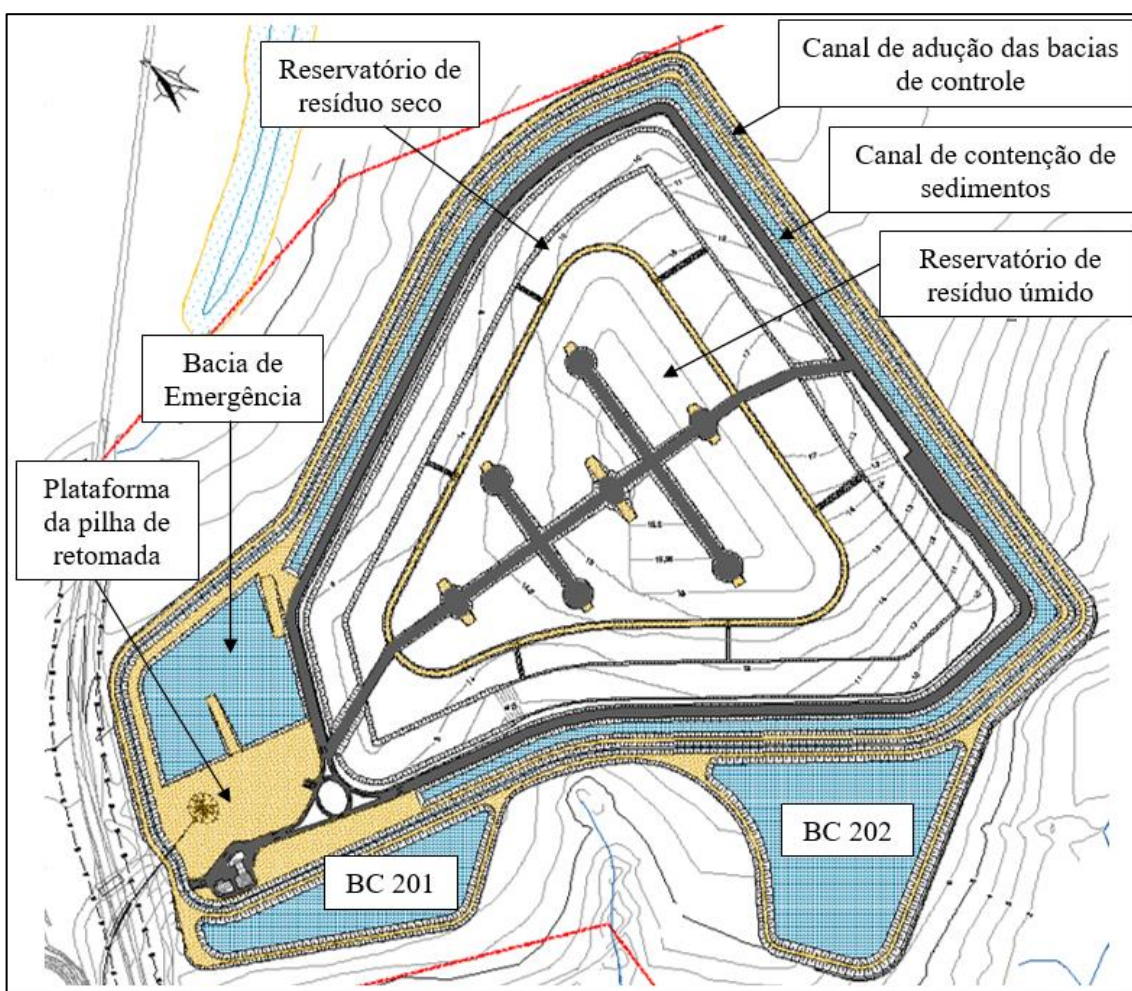 Reservatório de
resíduo seco
Canal de adução das bacias
de controle
Canal de contenção de
sedimentos
Reservatório de
resíduo úmido
Bacia de
Emergência
Plataforma
da pilha de
retomada
BC 201
BC 202